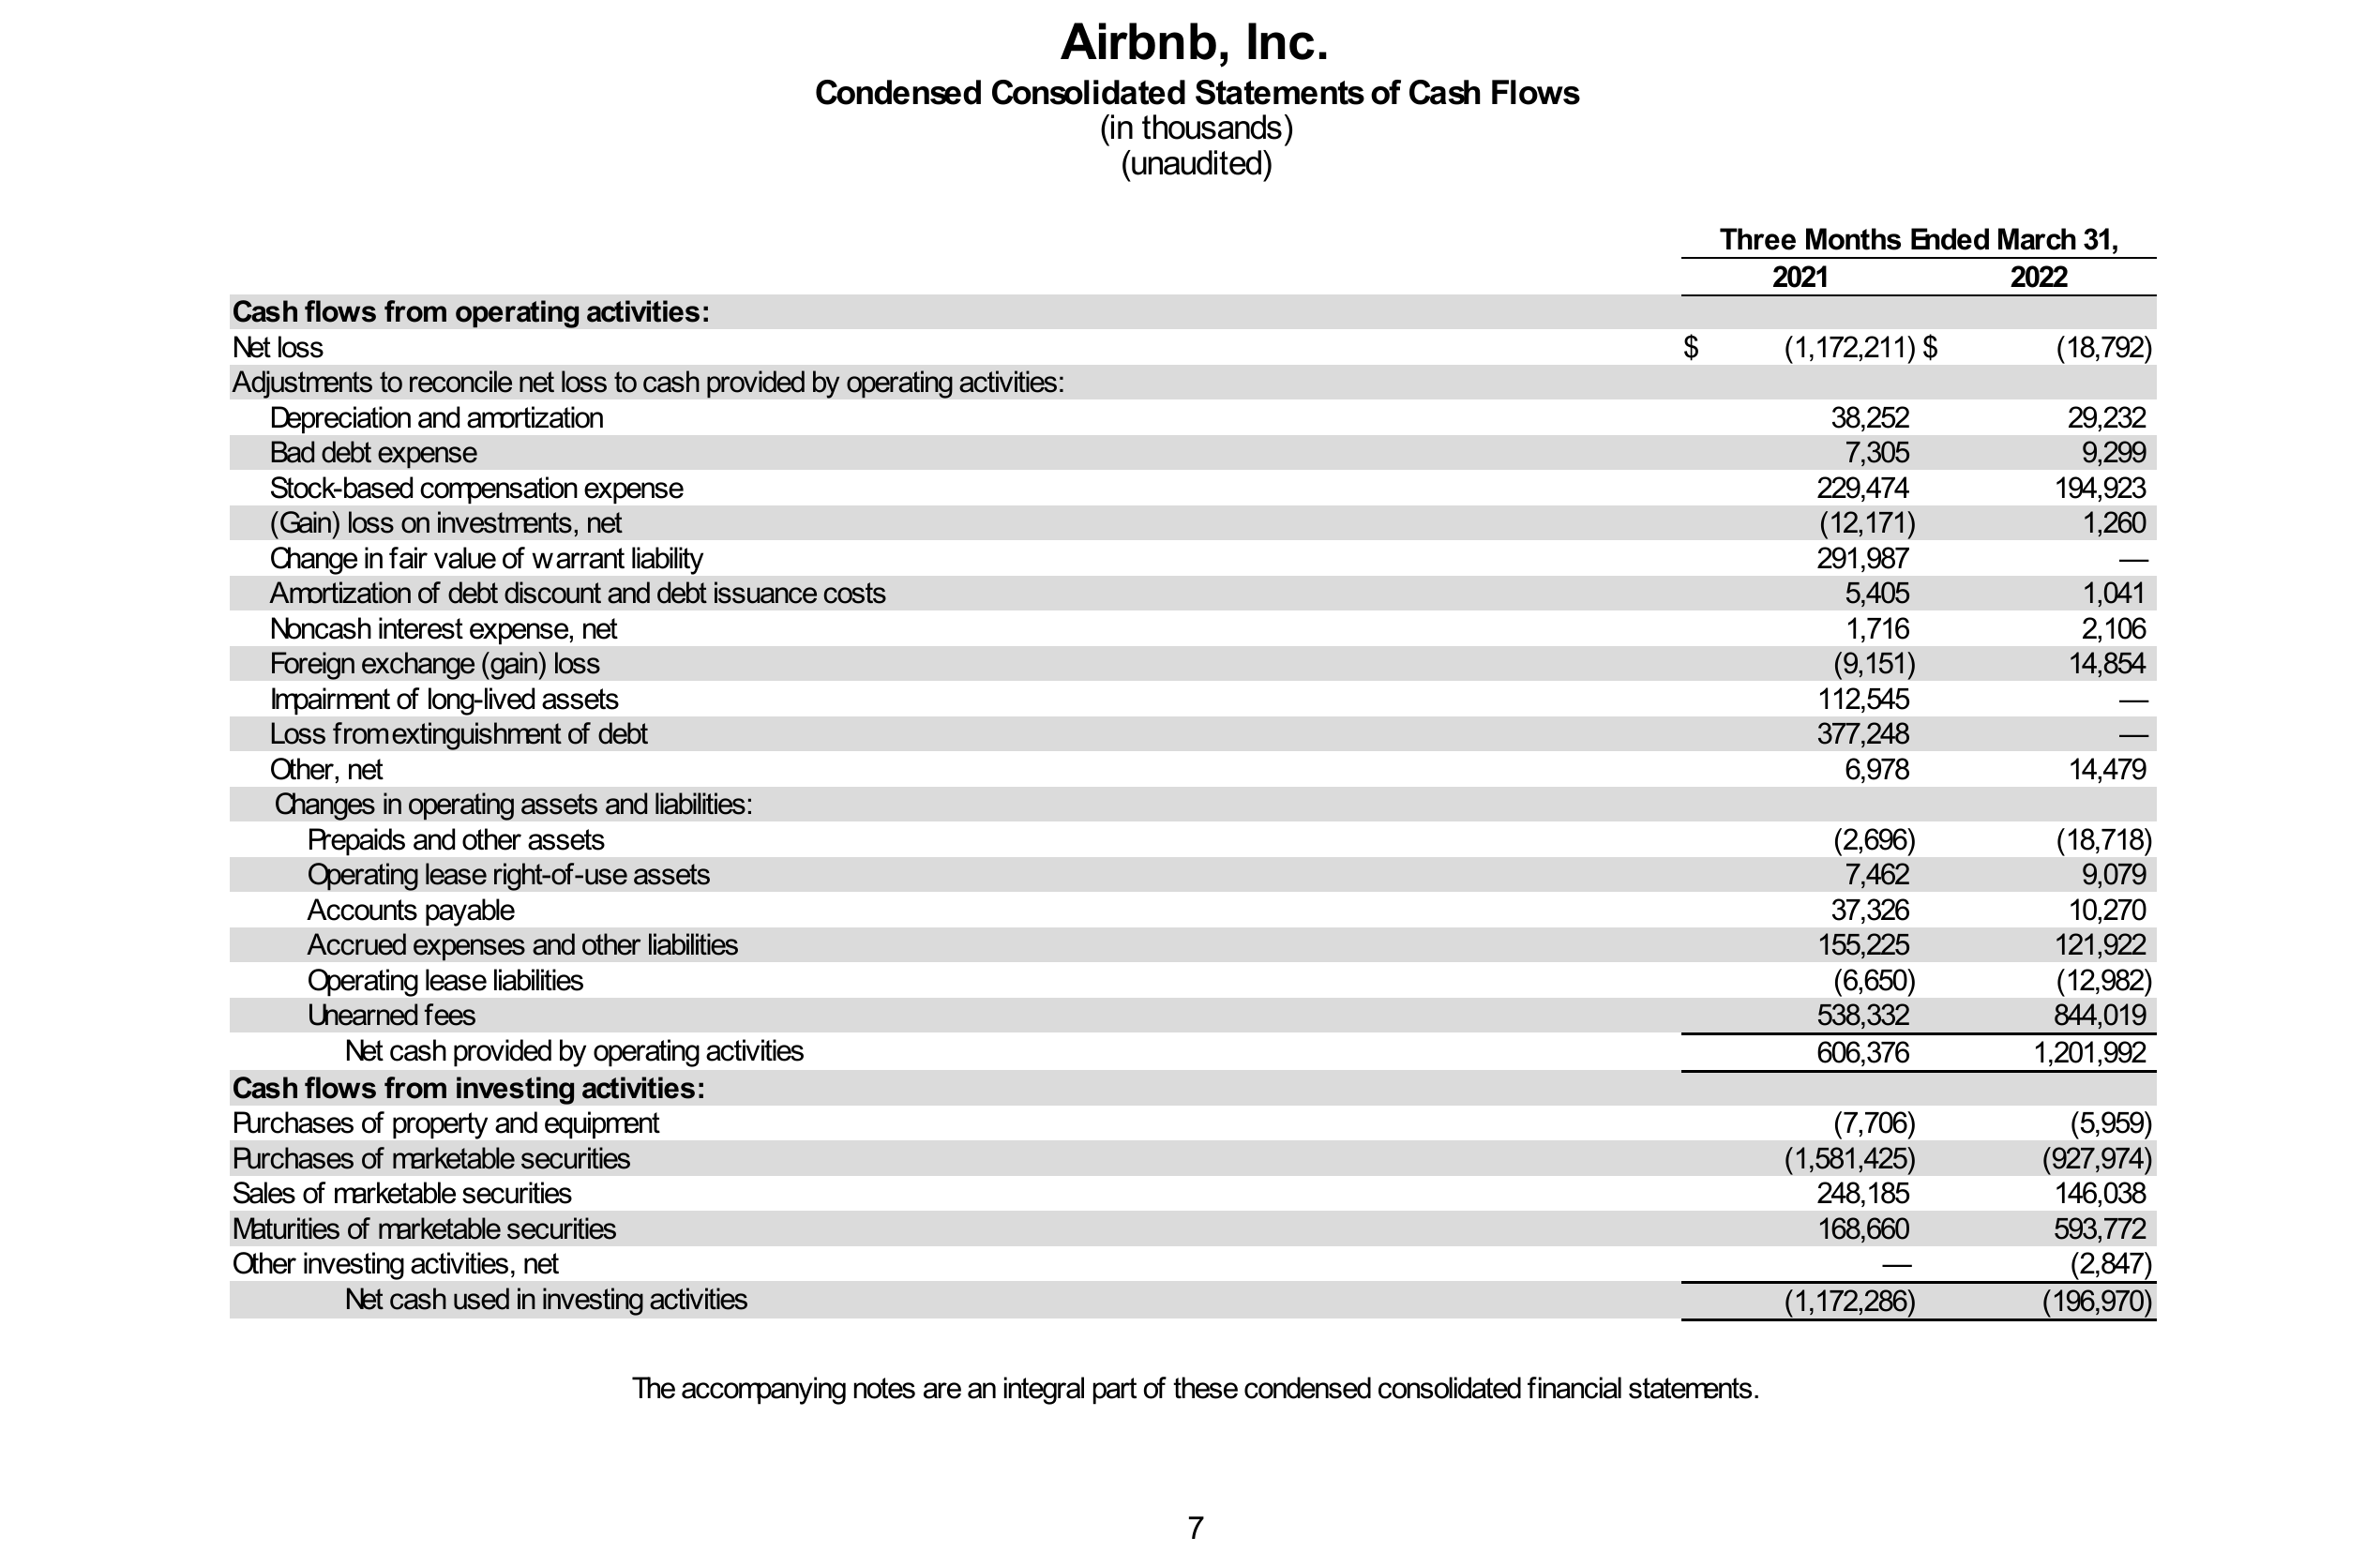 Airbnb, Inc.
Condensed Consolidated Statements of Cash Flows
(in thousands)
(unaudited)
Three Months Ended March 31,
2021 2022
Cash flows from operating activities:
Net loss $ (1,172,211) $ (18,792)
Adjustments to reconcile net loss to cash provided by operating activities:
Depreciation and amortization 38,252 29,232
Bad debt expense 7,305 9,299
Stock-based compensation expense 229,474 194,923
(Gain) loss on investments, net (12,171) 1,260
Change in fair value of warrant liability 291,987 —
Amortization of debt discount and debt issuance costs 5,405 1,041
Noncash interest expense, net 1,716 2,106
Foreign exchange (gain) loss (9,151) 14,854
Impairment of long-lived assets 112,545 —
Loss from extinguishment of debt 377,248 —
Other, net 6,978 14,479
Changes in operating assets and liabilities:
Prepaids and other assets (2,696) (18,718)
Operating lease right-of-use assets 7,462 9,079
Accounts payable 37,326 10,270
Accrued expenses and other liabilities 155,225 121,922
Operating lease liabilities (6,650) (12,982)
Unearned fees 538,332 844,019
Net cash provided by operating activities 606,376 1,201,992
Cash flows from investing activities:
Purchases of property and equipment (7,706) (5,959)
Purchases of marketable securities (1,581,425) (927,974)
Sales of marketable securities 248,185 146,038
Maturities of marketable securities 168,660 593,772
Other investing activities, net — (2,847)
Net cash used in investing activities (1,172,286) (196,970)
The accompanying notes are an integral part of these condensed consolidated financial statements.
7